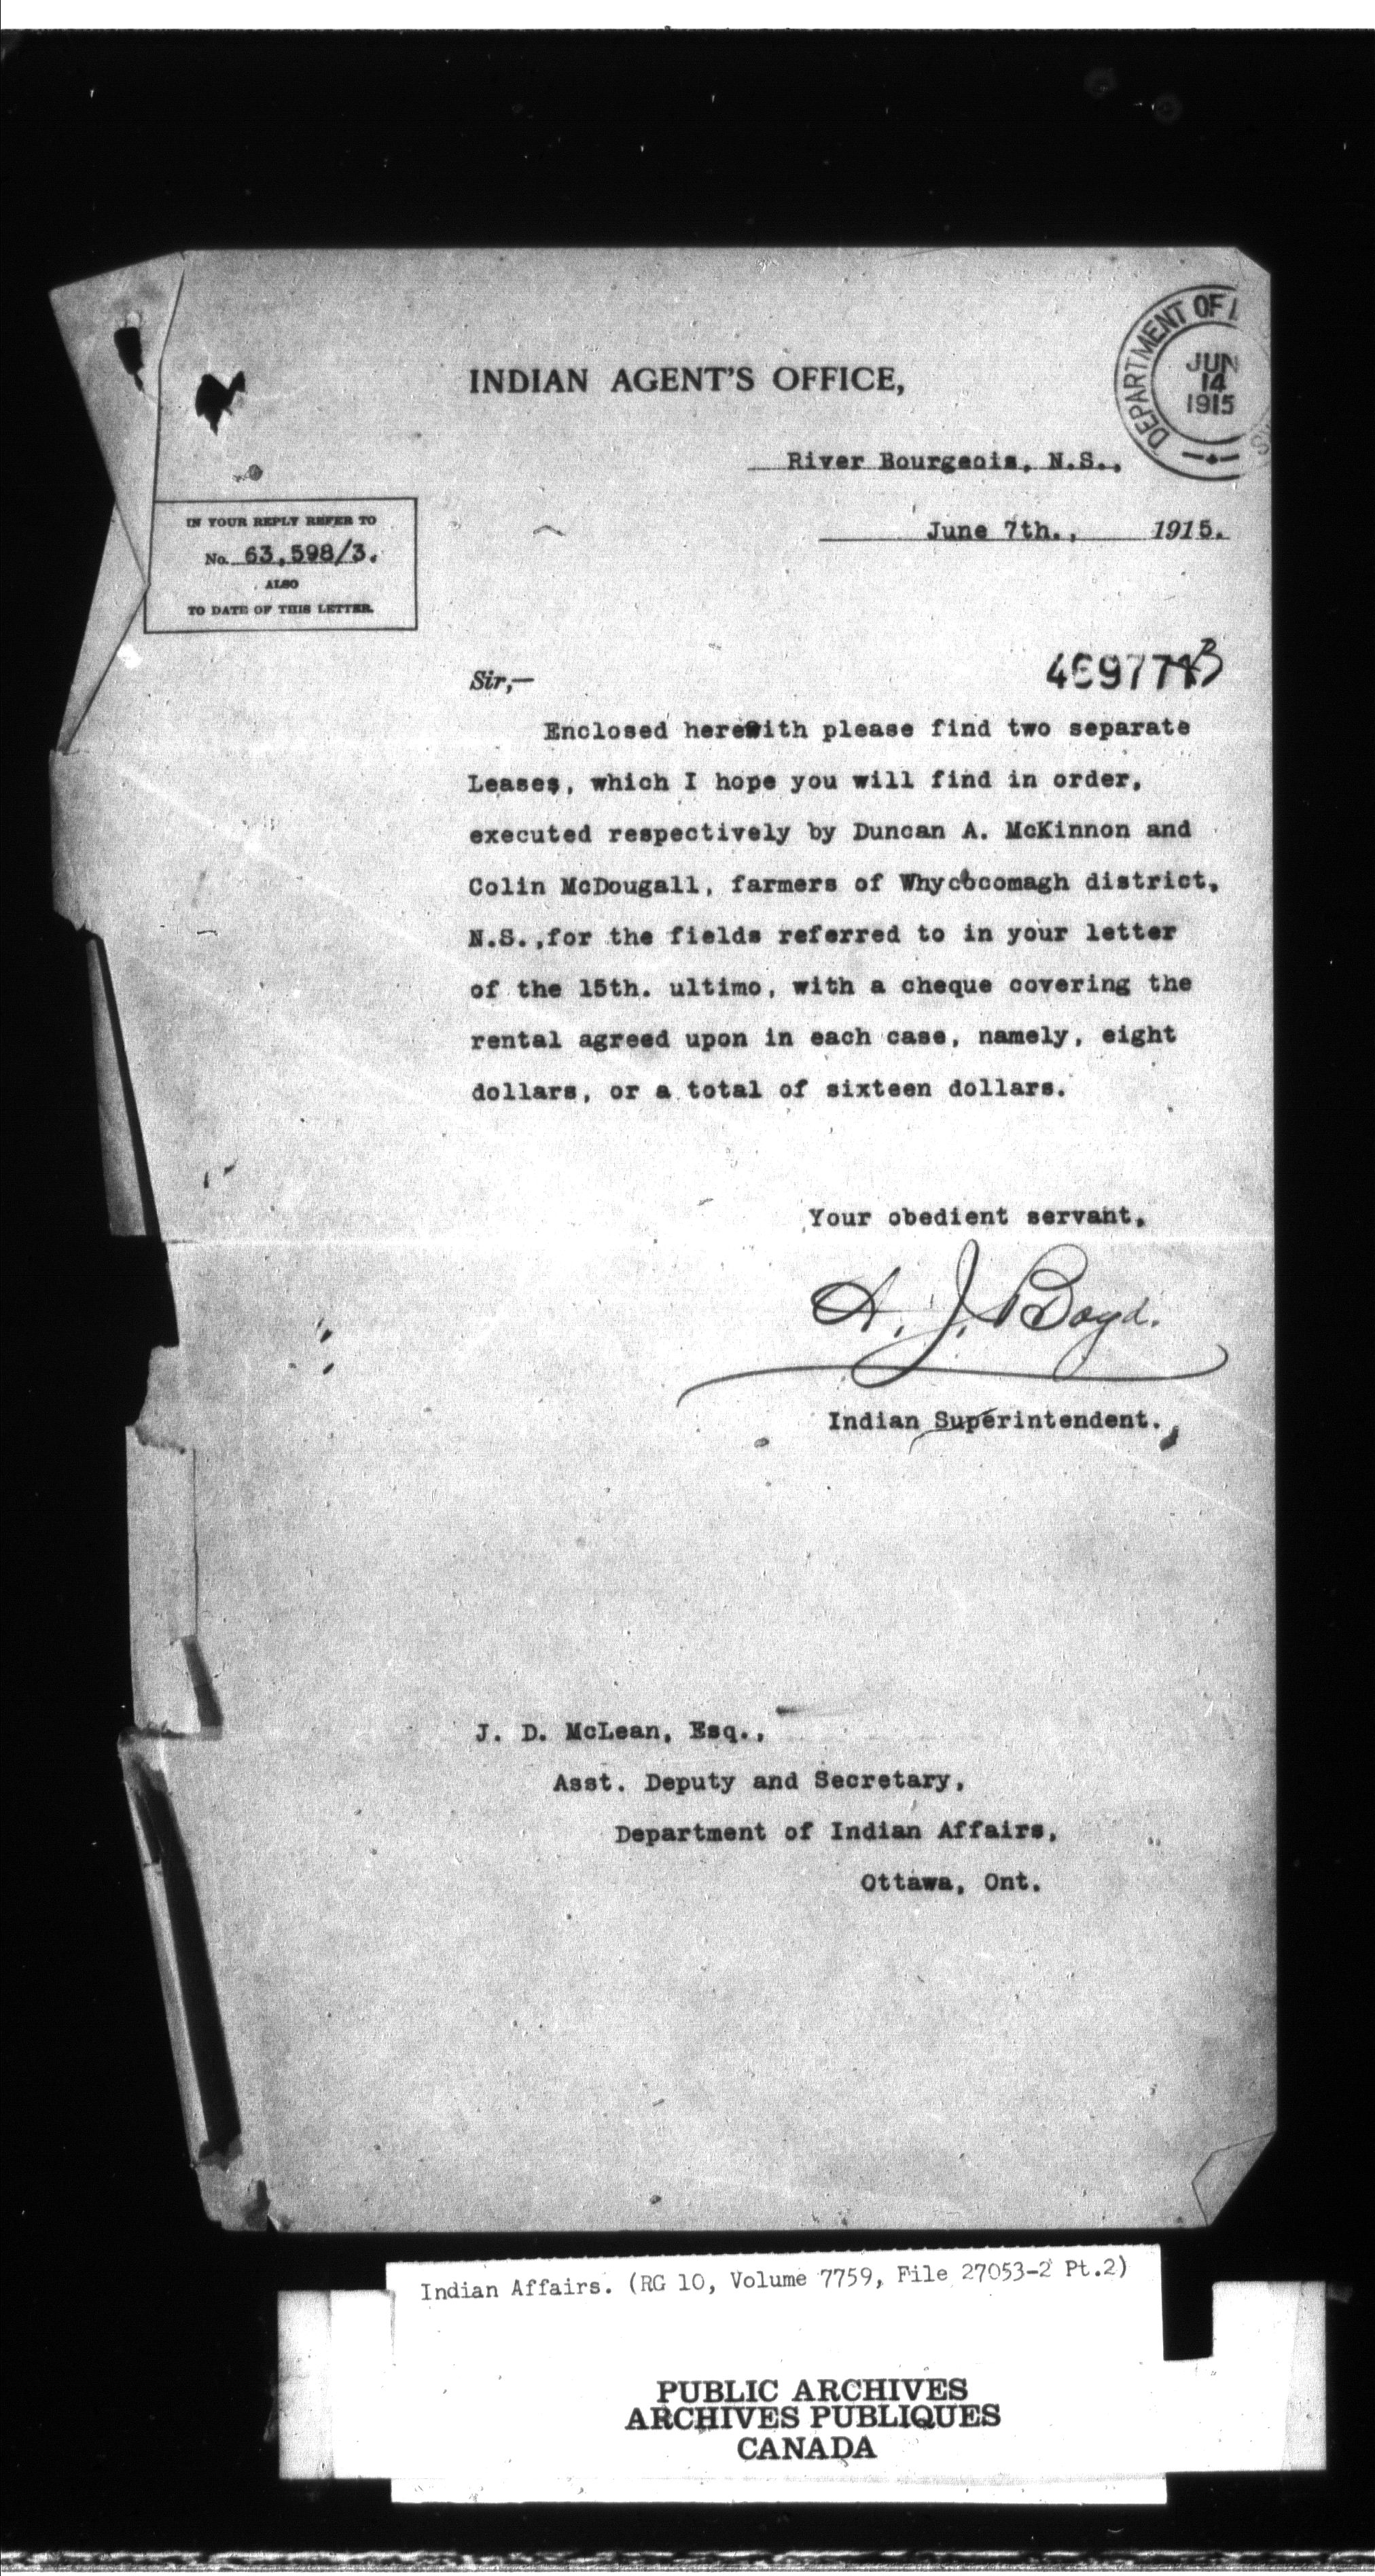 INDIAN AGENT'S OFFICE,
DEPARTMENT OF
JUN
14
1915
River Bourgeois, N.S.,
June 7th., 1915.
IN YOUR REPLY REFER TO
No. 63,598/3.
ALSO
TO DATE OF THIS LETTER.
Sir,—
Enclosed herewith please find two separate
Leases, which I hope you will find in order,
executed respectively by Duncan A. McKinnon and
Colin McDougall, farmers of Whycocomagh district,
N.S.,for the fields referred to in your letter
of the 15th. ultimo, with a cheque covering the
rental agreed upon in each case, namely, eight
dollars, or a total of sixteen dollars.
Your obedient servant,
A. J. Boyd.
Indian Superintendent.
J. D. McLean, Esq.,
Asst. Deputy and Secretary,
Department of Indian Affairs,
Ottawa, Ont.
Indian Affairs. (RG 10, Volume 7759, File 27053-2 Pt.2)
PUBLIC ARCHIVES
ARCHIVES PUBLIQUES
CANADA